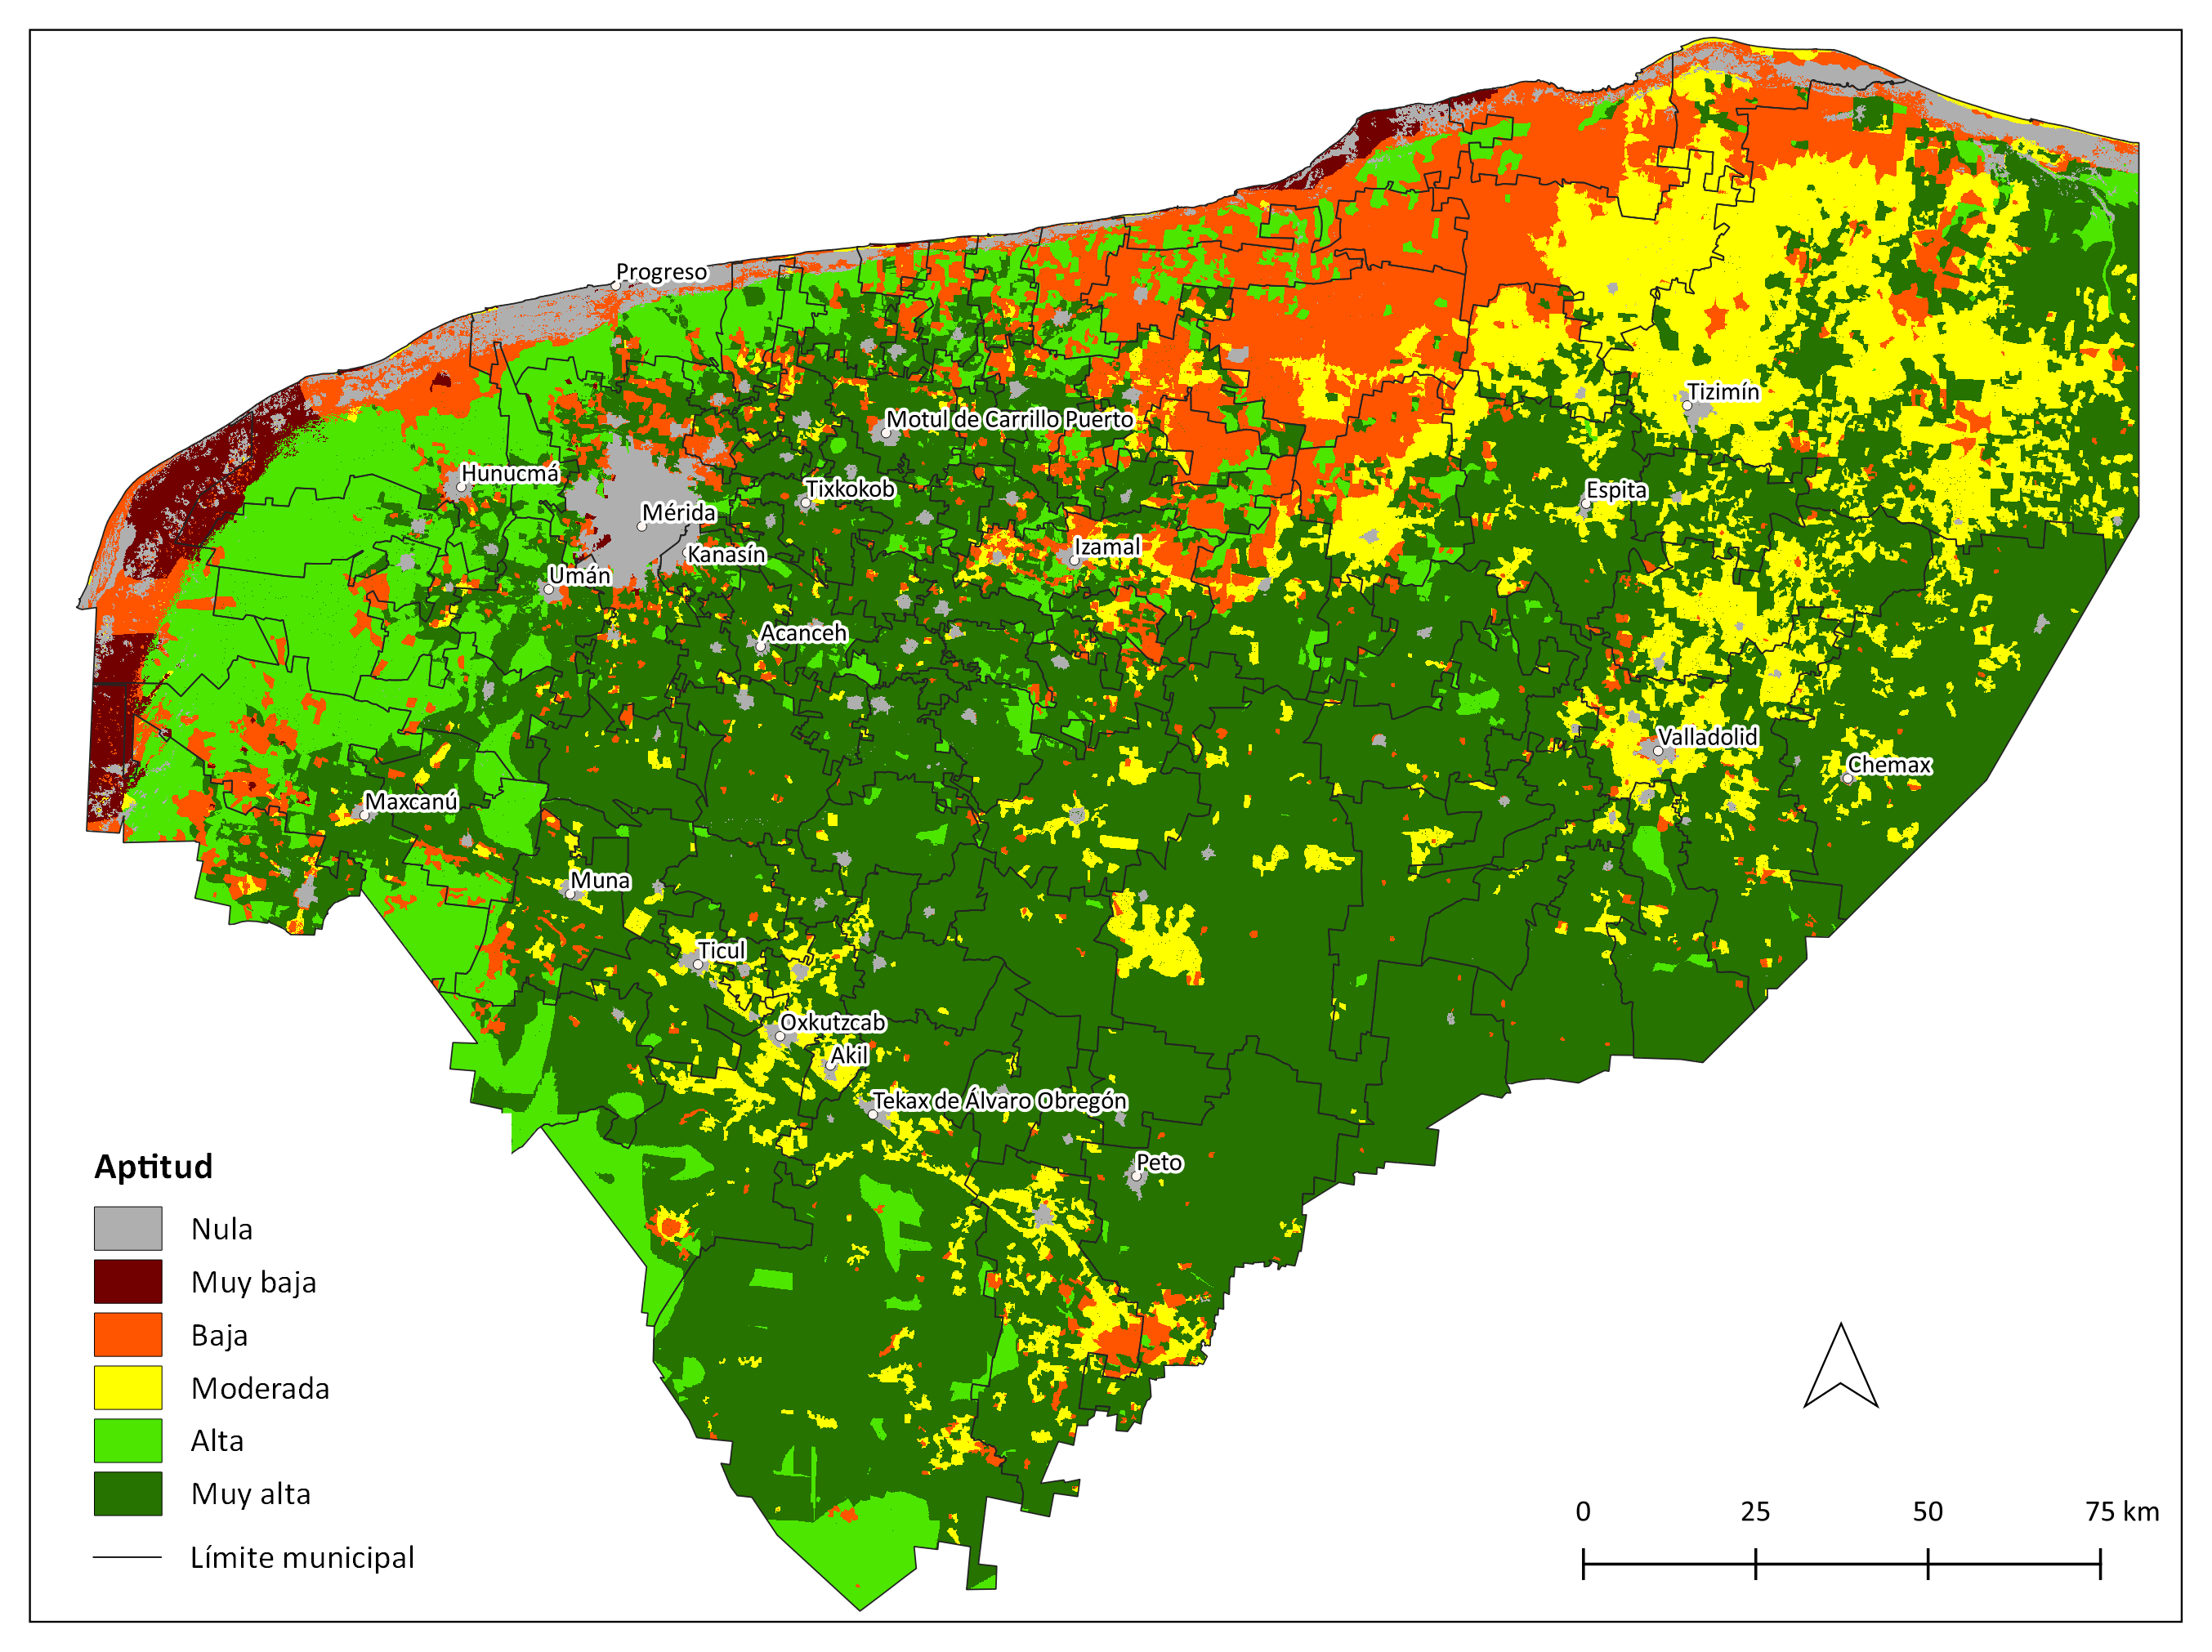 Progreso
Tizimín
Motul de Carrillo Puerto
Hunucmá
Tixkokob
Espita
Mérida
Izamal
Kanasín
Umán
Acanceh
Valladolid
Chemax
Maxcanú
Muna
Ticul
Oxkutzcab
Akil
Tekax de Álvaro Obregón
Peto
Aptitud
Nula
Muy baja
Baja
Moderada
Alta
Muy alta
Límite municipal
0 25 50 75 km